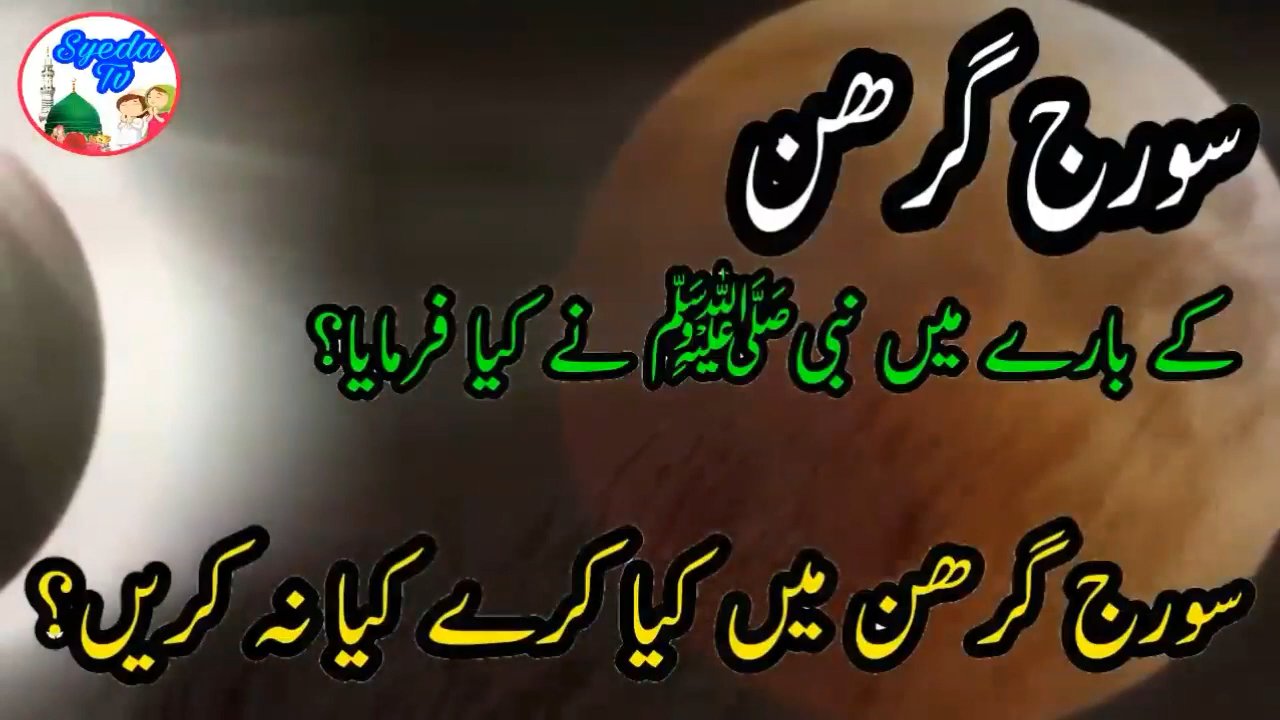 Syeda
Tv
سورج گرھن
کے بارے میں نبی ﷺ نے کیا فرمایا؟
سورج گرھن میں کیا کرے کیا نہ کریں؟